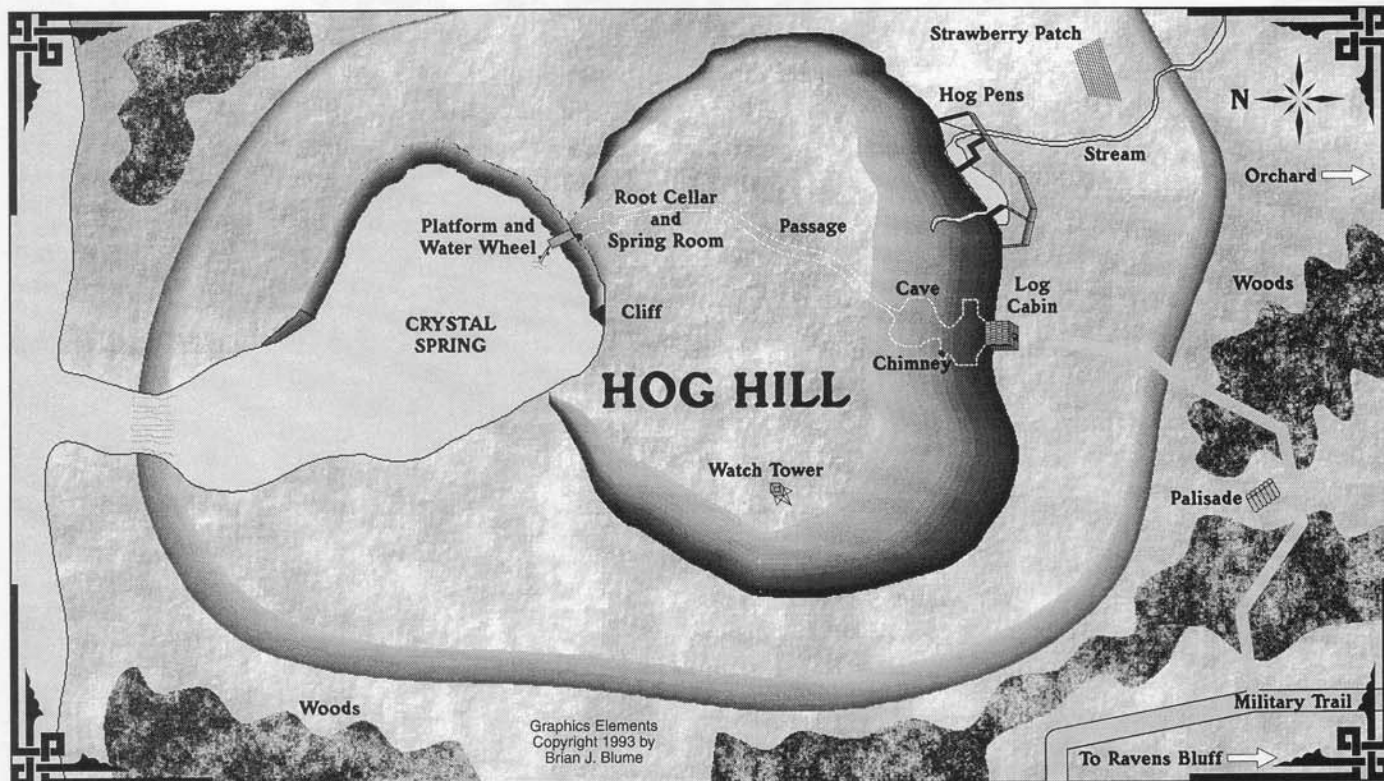 Strawberry Patch
Hog Pens
N
Stream
Orchard
Root Cellar
and
Spring Room
Platform and
Water Wheel
Passage
Cave
Log
Cabin
Woods
Cliff
CRYSTAL
SPRING
Chimney
HOG HILL
Watch Tower
Palisade
Woods
Military Trail
Graphics Elements
Copyright 1993 by
Brian J. Blume
To Ravens Bluff